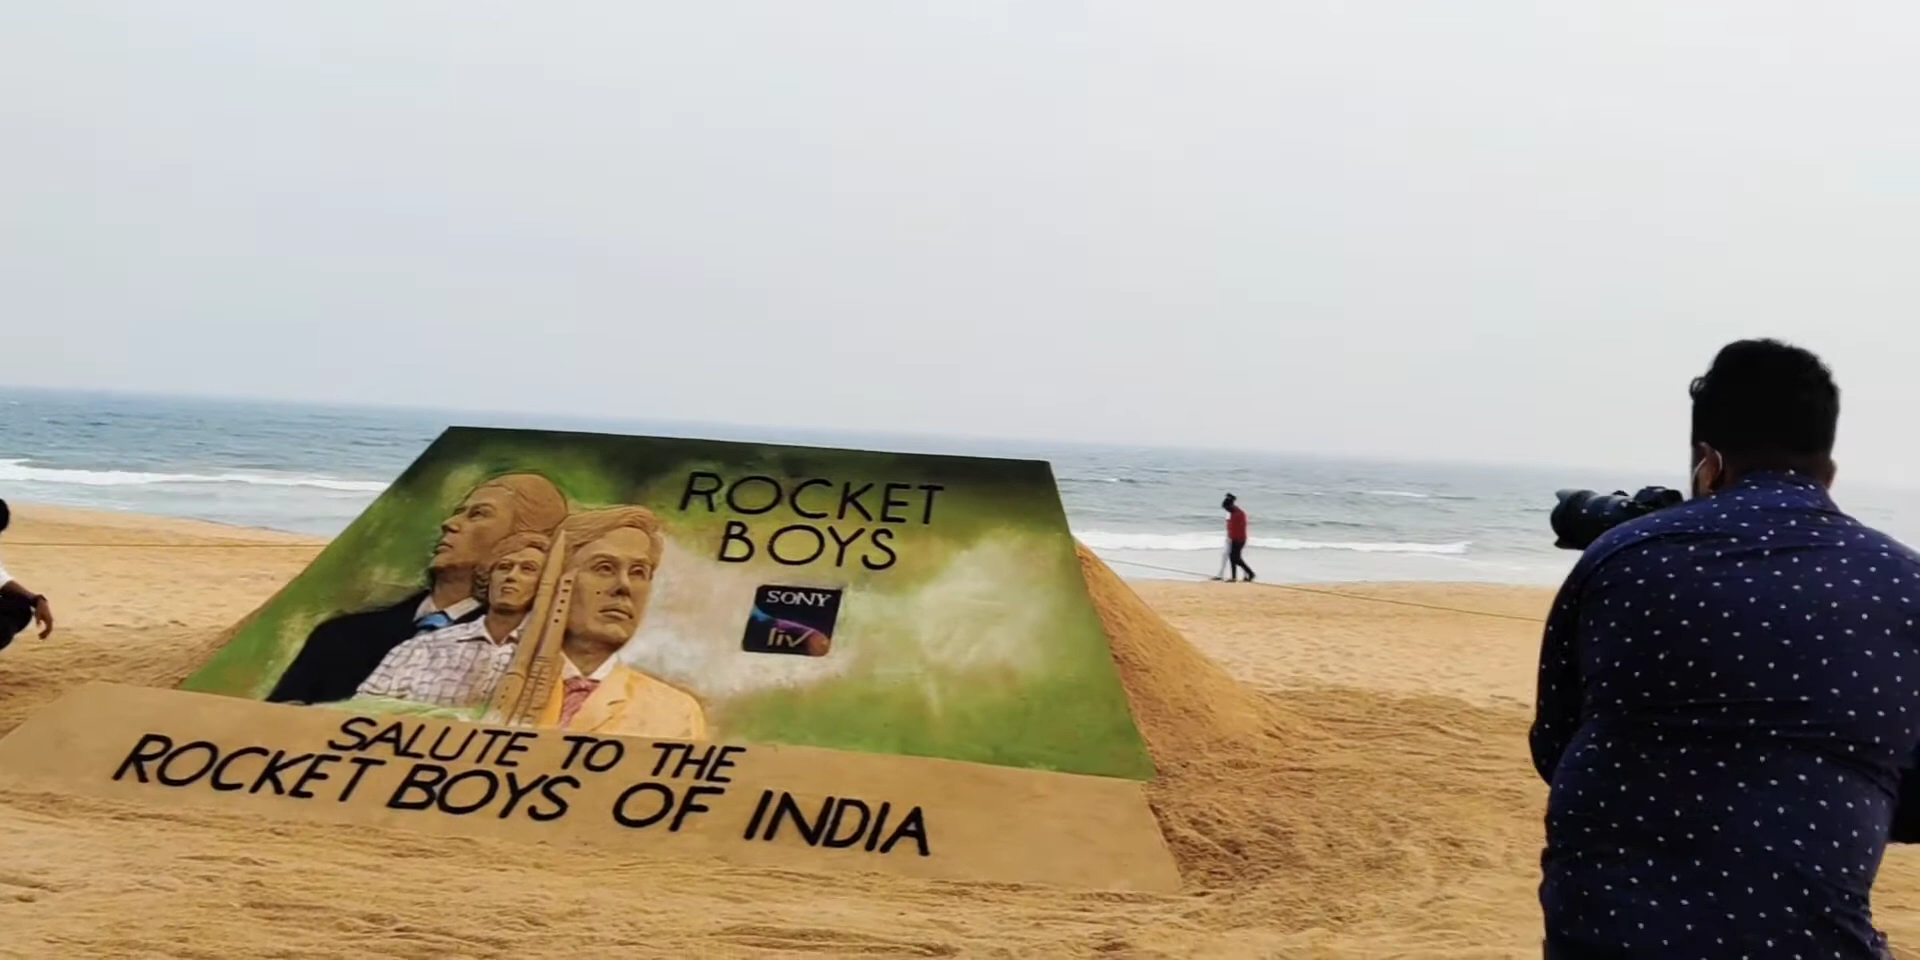 ROCKET
BOYS
SONY
liv
SALUTE TO THE
ROCKET BOYS OF INDIA